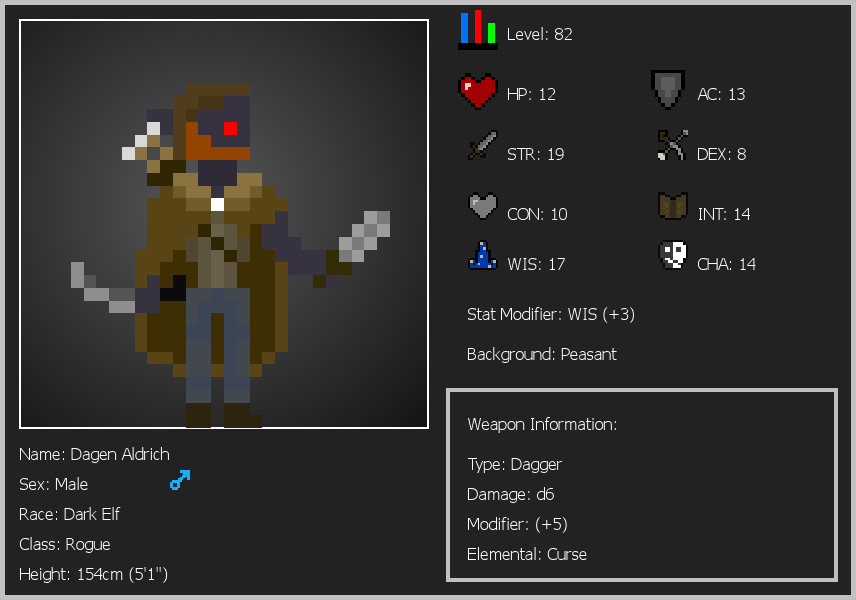 Level: 82
HP: 12
AC: 13
STR: 19
DEX: 8
CON: 10
INT: 14
WIS: 17
CHA: 14
Stat Modifier: WIS (+3)
Background: Peasant
Weapon Information:
Type: Dagger
Damage: d6
Modifier: (+5)
Elemental: Curse
Name: Dagen Aldrich
Sex: Male
Race: Dark Elf
Class: Rogue
Height: 154cm (5'1")